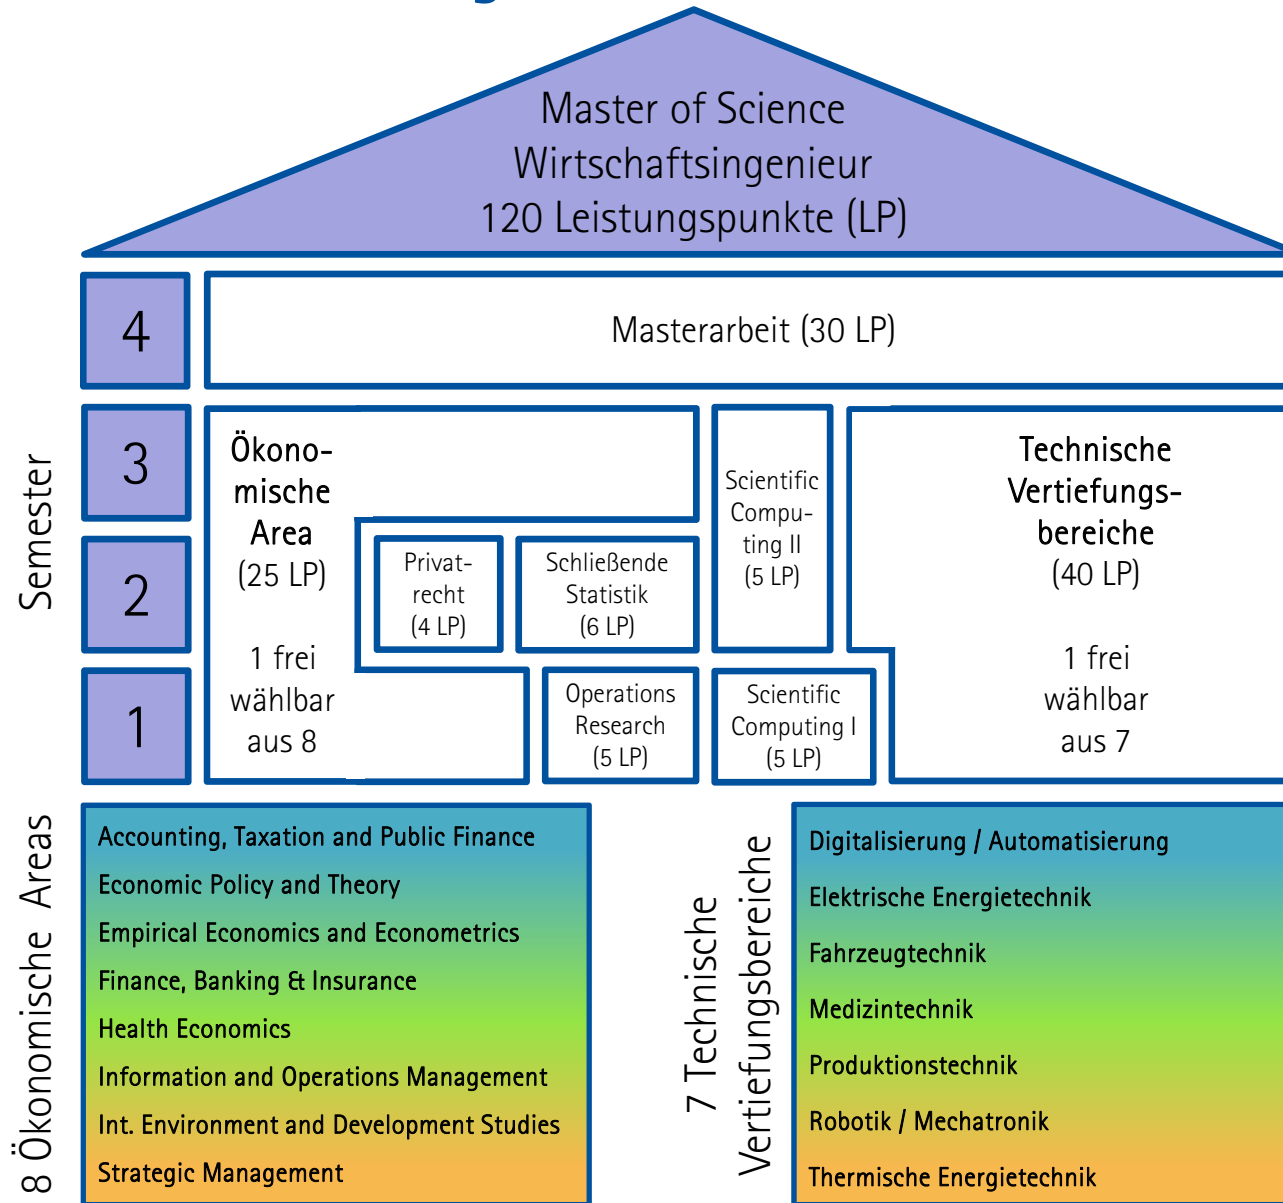 Master of Science
Wirtschaftsingenieur
120 Leistungspunkte (LP)
4
Masterarbeit (30 LP)
Semester
3
2
1
Ökono-
mische
Area
(25 LP)
1 frei
wählbar
aus 8
Privat-
recht
(4 LP)
Schließende
Statistik
(6 LP)
Operations
Research
(5 LP)
Scientific
Compu-
ting II
(5 LP)
Scientific
Computing I
(5 LP)
Technische
Vertiefungs-
bereiche
(40 LP)
1 frei
wählbar
aus 7
8 Ökonomische Areas
Accounting, Taxation and Public Finance
Economic Policy and Theory
Empirical Economics and Econometrics
Finance, Banking & Insurance
Health Economics
Information and Operations Management
Int. Environment and Development Studies
Strategic Management
7 Technische
Vertiefungsbereiche
Digitalisierung / Automatisierung
Elektrische Energietechnik
Fahrzeugtechnik
Medizintechnik
Produktionstechnik
Robotik / Mechatronik
Thermische Energietechnik